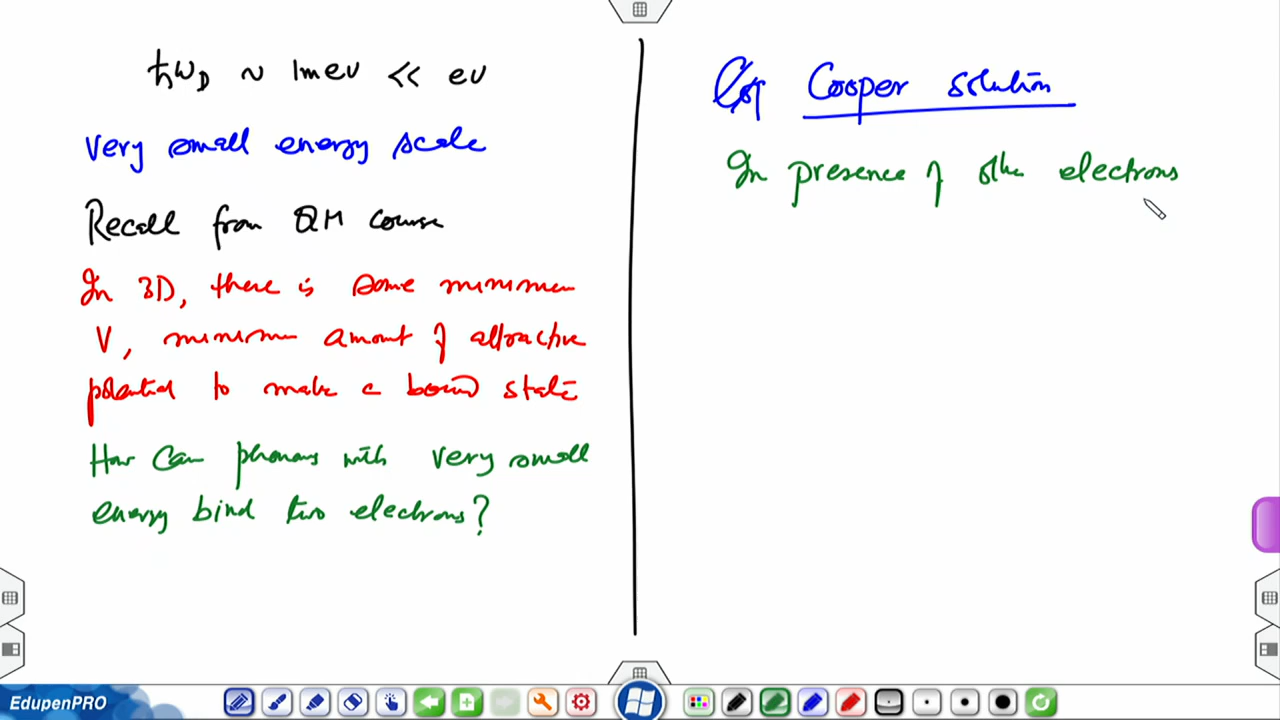 ħω_D ~ 1meV << eV
very small energy scale
Recall from QM course
In 3D, there is some minimum
V, minimum amount of attractive
potential to make a bound state
How can phonons with very small
energy bind two electrons?
Cooper solution
In presence of other electrons
EdupenPRO